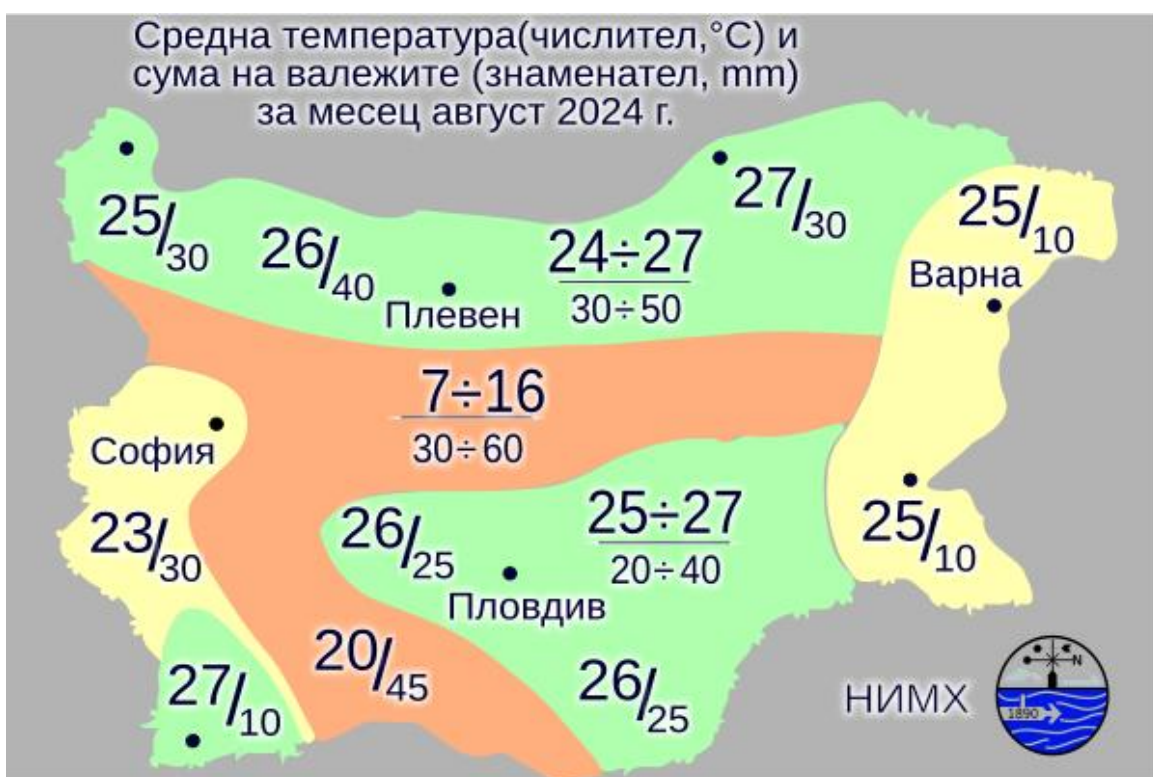 Средна температура(числител,°C) и
сума на валежите (знаменател, mm)
за месец август 2024 г.
25/30
26/40
Плевен
24÷27
30÷50
27/30
25/10
Варна
7÷16
30÷60
София
23/30
26/25
Пловдив
25÷27
20÷40
25/10
27/10
20/45
26/25
НИМХ
N
1890